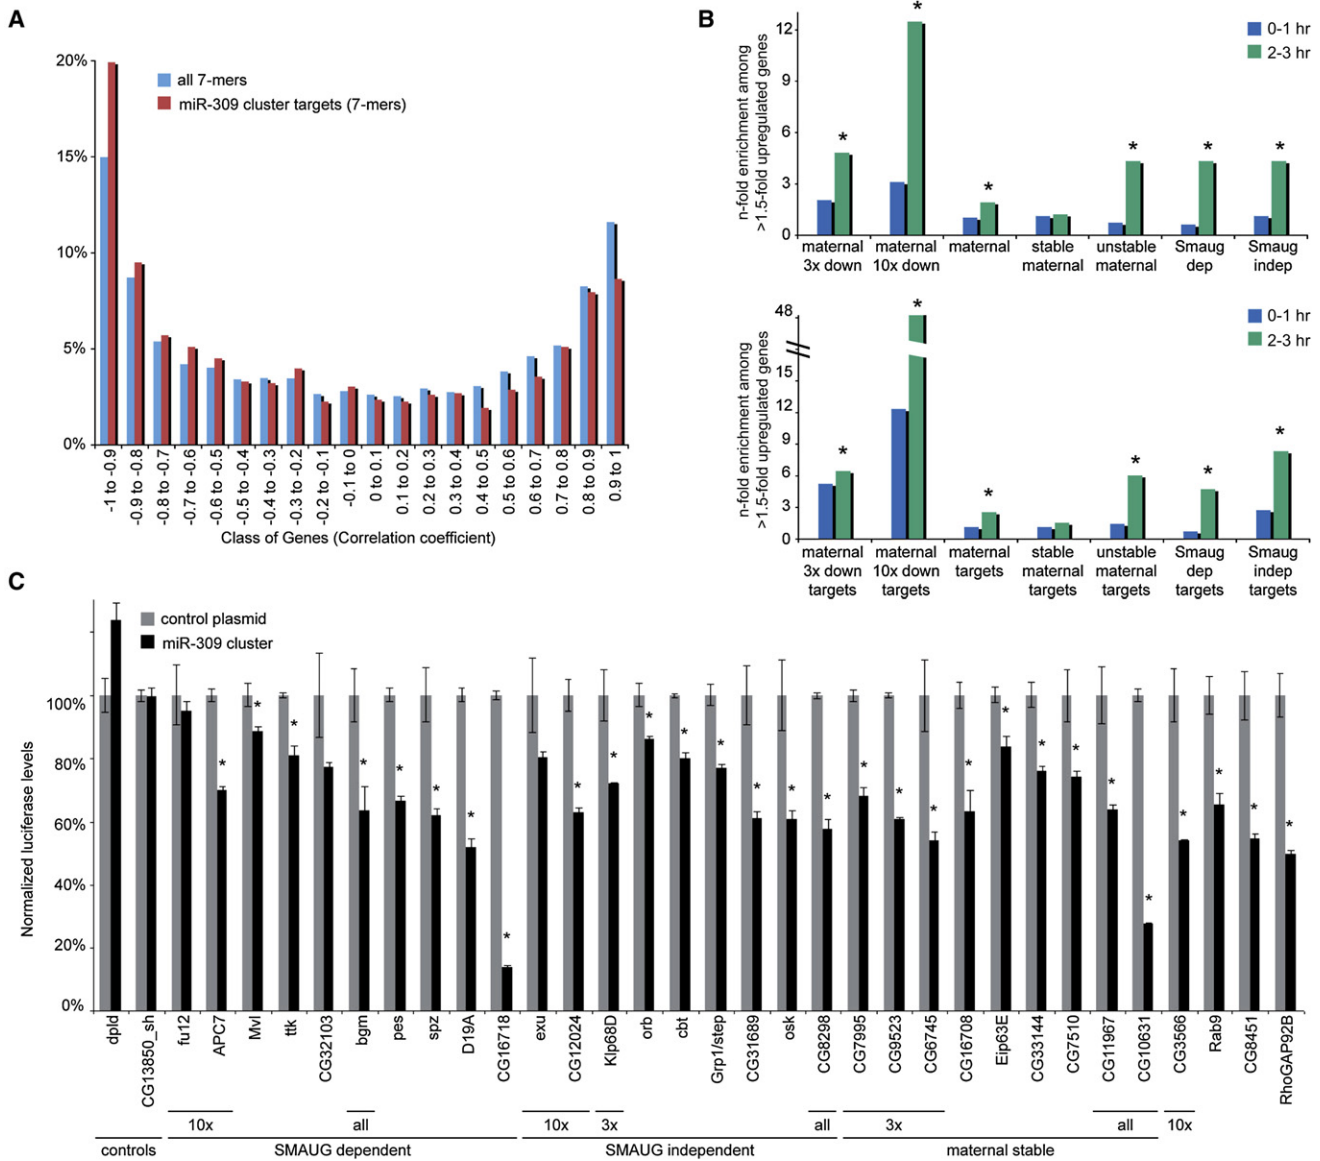 A
20%
15%
10%
5%
0%
all 7-mers
miR-309 cluster targets (7-mers)
-1 to -0.9
-0.9 to -0.8
-0.8 to -0.7
-0.7 to -0.6
-0.6 to -0.5
-0.5 to -0.4
-0.4 to -0.3
-0.3 to -0.2
-0.2 to -0.1
-0.1 to 0
0 to 0.1
0.1 to 0.2
0.2 to 0.3
0.3 to 0.4
0.4 to 0.5
0.5 to 0.6
0.6 to 0.7
0.7 to 0.8
0.8 to 0.9
0.9 to 1
Class of Genes (Correlation coefficient)
B
n-fold enrichment among
>1.5-fold upregulated genes
12
9
6
3
0
0-1 hr
2-3 hr
* * * * * *
maternal
3x down
maternal
10x down
maternal
stable
maternal
unstable
maternal
Smaug
dep
Smaug
indep
n-fold enrichment among
>1.5-fold upregulated genes
48
15
12
9
6
3
0
0-1 hr
2-3 hr
* * * * * *
maternal
3x down
targets
maternal
10x down
targets
maternal
targets
stable
maternal
targets
unstable
maternal
targets
Smaug
dep
targets
Smaug
indep
targets
C
Normalized luciferase levels
100%
80%
60%
40%
20%
0%
control plasmid
miR-309 cluster
* * * * * * * * * * * * * * * * * * * * * * * * * * * * *
dpld
CG13850_sh
fu12
APC7
Mvl
ttk
CG32103
bgm
pes
spz
D19A
CG16718
exu
CG12024
Klp68D
orb
cbt
Grp1/step
CG31689
osk
CG8298
CG7995
CG9523
CG6745
CG16708
Eip63E
CG33144
CG7510
CG11967
CG10631
CG3566
Rab9
CG8451
RhoGAP92B
10x all 10x 3x all 3x all 10x
controls SMAUG dependent SMAUG independent maternal stable